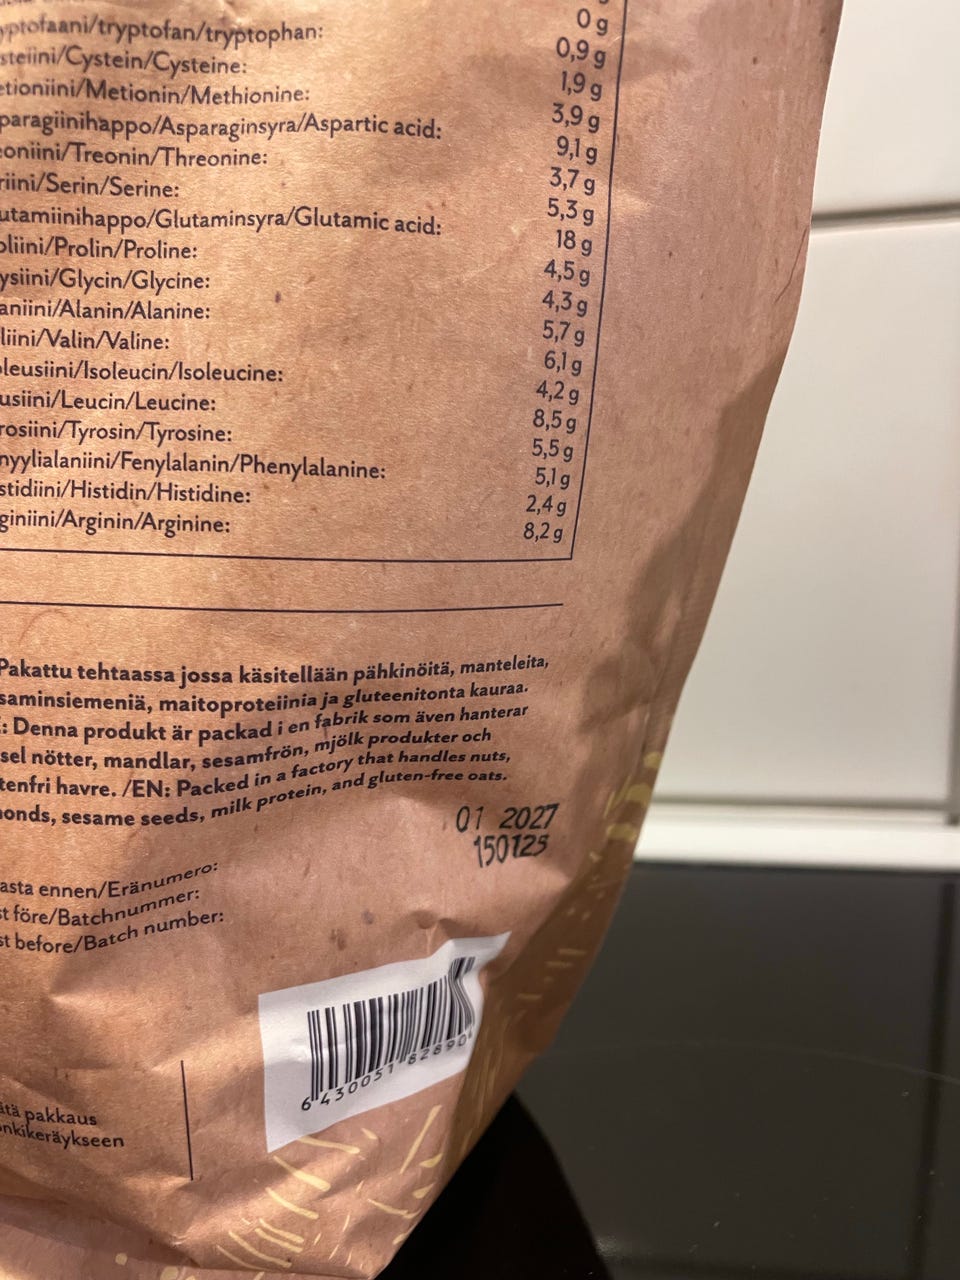 0 g
yptofaani/tryptofan/tryptophan: 0,9 g
steiini/Cystein/Cysteine: 1,9 g
etioniini/Metionin/Methionine: 3,9 g
paragiinihappo/Asparaginsyra/Aspartic acid: 9,1 g
eoniini/Treonin/Threonine: 3,7 g
riini/Serin/Serine: 5,3 g
utamiinihappo/Glutaminsyra/Glutamic acid: 18 g
oliini/Prolin/Proline: 4,5 g
ysiini/Glycin/Glycine: 4,3 g
aniini/Alanin/Alanine: 5,7 g
liini/Valin/Valine: 6,1 g
oleusiini/Isoleucin/Isoleucine: 4,2 g
usiini/Leucin/Leucine: 8,5 g
rosiini/Tyrosin/Tyrosine: 5,5 g
nyylialaniini/Fenylalanin/Phenylalanine: 5,1 g
stidiini/Histidin/Histidine: 2,4 g
giniini/Arginin/Arginine: 8,2 g
Pakattu tehtaassa jossa käsitellään pähkinöitä, manteleita,
saminsiemeniä, maitoproteiinia ja gluteenitonta kauraa.
: Denna produkt är packad i en fabrik som även hanterar
sel nötter, mandlar, sesamfrön, mjölk produkter och
tenfri havre. /EN: Packed in a factory that handles nuts,
monds, sesame seeds, milk protein, and gluten-free oats.
01 2027
150125
asta ennen/Eränumero:
st före/Batchnummer:
st before/Batch number:
6 430051 828900
ätä pakkaus
onkikeräykseen